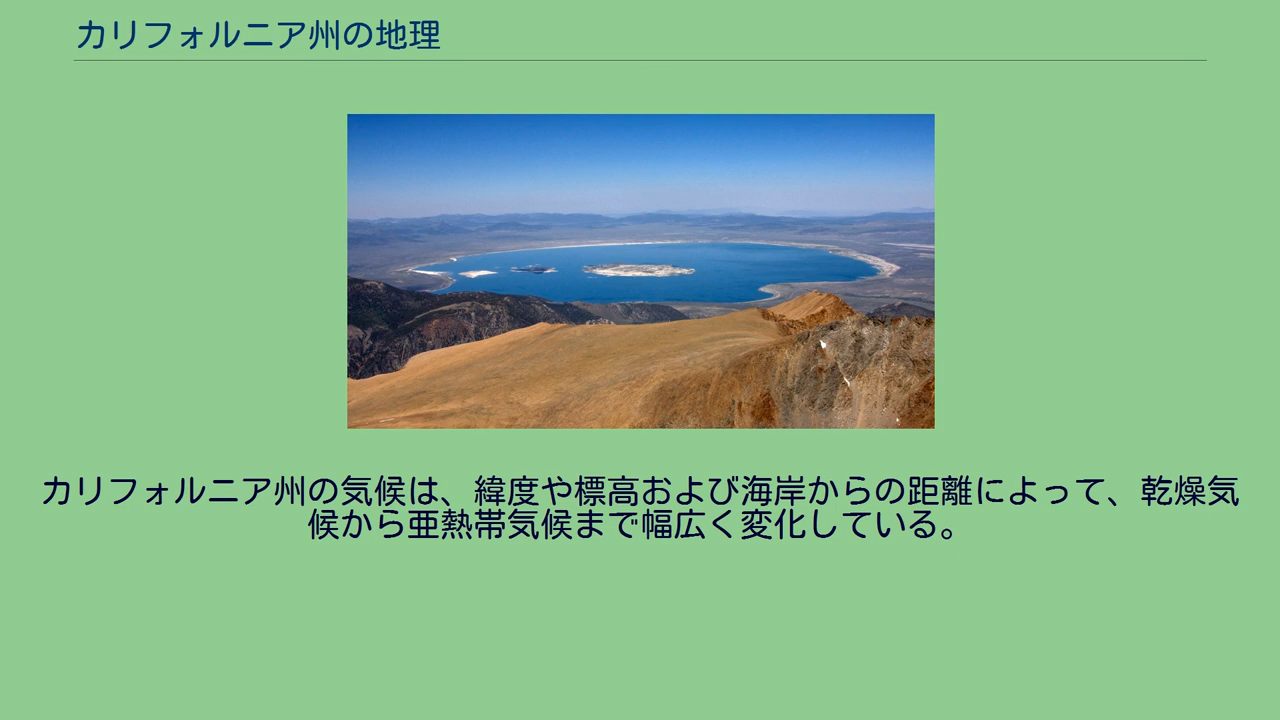 カリフォルニア州の地理
カリフォルニア州の気候は、緯度や標高および海岸からの距離によって、乾燥気
候から亜熱帯気候まで幅広く変化している。